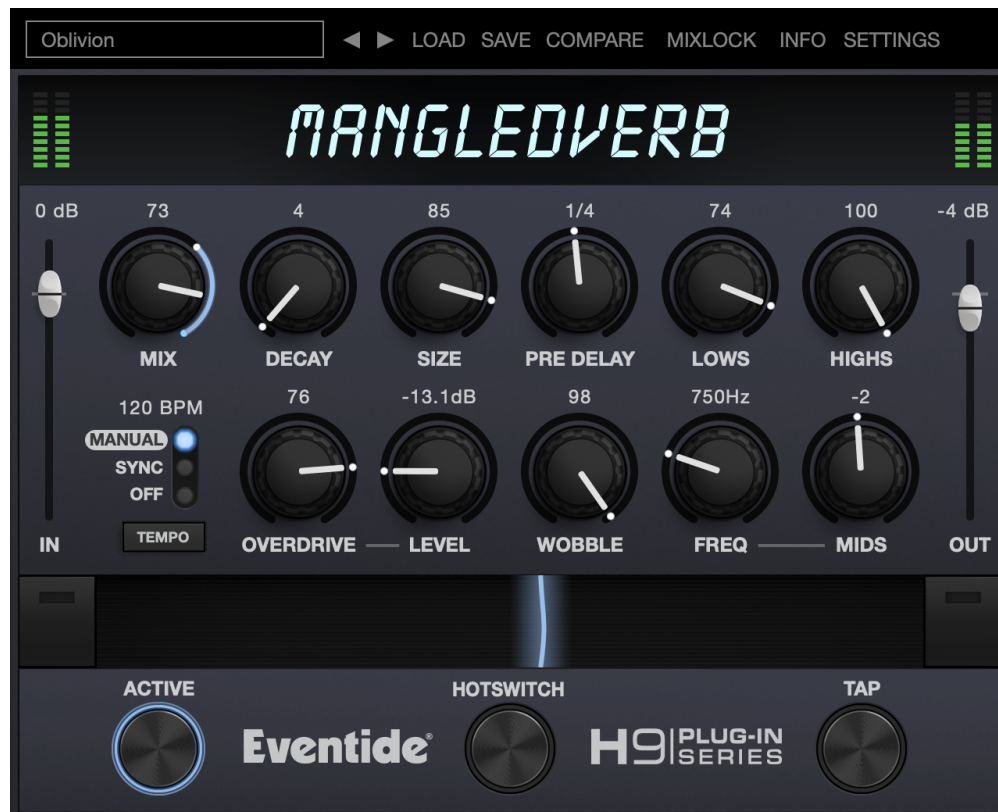 Oblivion LOAD SAVE COMPARE MIXLOCK INFO SETTINGS
MANGLEDVERB
0 dB 73 4 85 1/4 74 100 -4 dB
MIX DECAY SIZE PRE DELAY LOWS HIGHS
76 -13.1dB 98 750Hz -2
120 BPM
MANUAL
SYNC
OFF
TEMPO
IN OVERDRIVE LEVEL WOBBLE FREQ MIDS OUT
ACTIVE HOTSWITCH TAP
Eventide® H9 PLUG-IN
SERIES